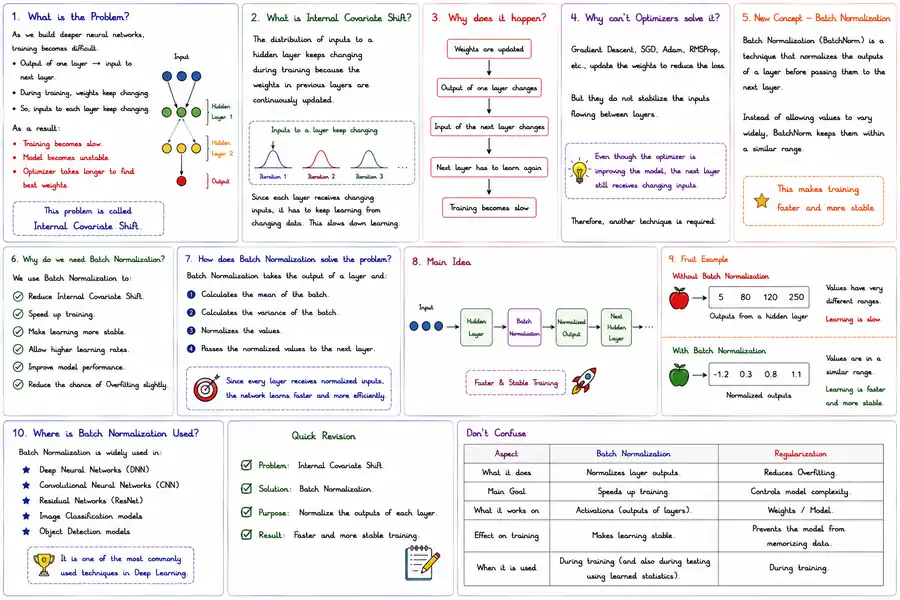 1. What is the Problem?
As we build deeper neural networks,
training becomes difficult.
• Output of one layer → input to
next layer.
• During training, weights keep changing.
• So, inputs to each layer keep changing.
As a result:
• Training becomes slow.
• Model becomes unstable.
• Optimizer takes longer to find
best weights.
This problem is called
Internal Covariate Shift.
Input
Hidden
Layer 1
Hidden
Layer 2
Output
2. What is Internal Covariate Shift?
The distribution of inputs to a
hidden layer keeps changing
during training because the
weights in previous layers are
continuously updated.
Inputs to a layer keep changing
Iteration 1 Iteration 2 Iteration 3 ...
Since each layer receives changing
inputs, it has to keep learning from
changing data. This slows down learning.
3. Why does it happen?
Weights are updated
Output of one layer changes
Input of the next layer changes
Next layer has to learn again
Training becomes slow
4. Why can't Optimizers solve it?
Gradient Descent, SGD, Adam, RMSProp,
etc., update the weights to reduce the loss.
But they do not stabilize the inputs
flowing between layers.
Even though the optimizer is
improving the model, the next layer
still receives changing inputs.
Therefore, another technique is required.
5. New Concept – Batch Normalization
Batch Normalization (BatchNorm) is a
technique that normalizes the outputs
of a layer before passing them to the
next layer.
Instead of allowing values to vary
widely, BatchNorm keeps them within
a similar range.
This makes training
faster and more stable.
6. Why do we need Batch Normalization?
We use Batch Normalization to:
Reduce Internal Covariate Shift.
Speed up training.
Make learning more stable.
Allow higher learning rates.
Improve model performance.
Reduce the chance of Overfitting slightly.
7. How does Batch Normalization solve the problem?
Batch Normalization takes the output of a layer and:
1 Calculates the mean of the batch.
2 Calculates the variance of the batch.
3 Normalizes the values.
4 Passes the normalized values to the next layer.
Since every layer receives normalized inputs,
the network learns faster and more efficiently.
8. Main Idea
Input
Hidden
Layer
Batch
Normalization
Normalized
Output
Next
Hidden
Layer
...
Faster & Stable Training
9. Fruit Example
Without Batch Normalization
5 80 120 250
Outputs from a hidden layer
Values have very
different ranges.
Learning is slow.
With Batch Normalization
-1.2 0.3 0.8 1.1
Normalized outputs
Values are in a
similar range.
Learning is faster
and more stable.
10. Where is Batch Normalization Used?
Batch Normalization is widely used in:
Deep Neural Networks (DNN)
Convolutional Neural Networks (CNN)
Residual Networks (ResNet)
Image Classification models
Object Detection models
It is one of the most commonly
used techniques in Deep Learning.
Quick Revision
Problem: Internal Covariate Shift.
Solution: Batch Normalization.
Purpose: Normalize the outputs of each layer.
Result: Faster and more stable training.
Don't Confuse
Aspect Batch Normalization Regularization
What it does Normalizes layer outputs. Reduces Overfitting.
Main Goal Speeds up training. Controls model complexity.
What it works on Activations (outputs of layers). Weights / Model.
Effect on training Makes learning stable. Prevents the model from
memorizing data.
When it is used During training (and also during testing
using learned statistics). During training.